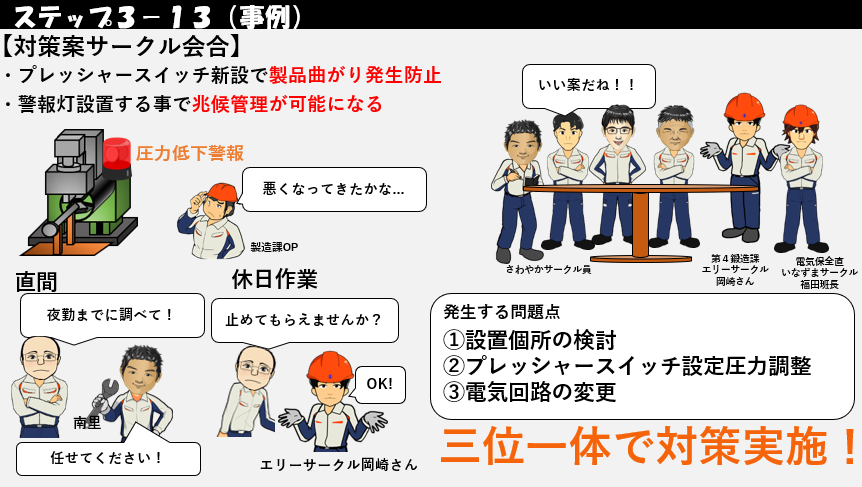 ステップ３－１３（事例）
【対策案サークル会合】
・プレッシャースイッチ新設で製品曲がり発生防止
・警報灯設置する事で兆候管理が可能になる
圧力低下警報
悪くなってきたかな…
製造課OP
いい案だね！！
さわやかサークル員
第４鍛造課
エリーサークル
岡崎さん
電気保全直
いなずまサークル
福田班長
直間
夜勤までに調べて！
南里
任せてください！
休日作業
止めてもらえませんか？
OK!
エリーサークル岡崎さん
発生する問題点
①設置個所の検討
②プレッシャースイッチ設定圧力調整
③電気回路の変更
三位一体で対策実施！